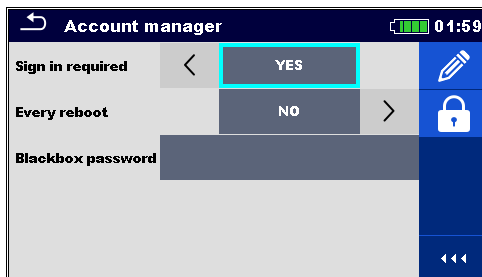 Account manager 01:59
Sign in required YES
Every reboot NO
Blackbox password